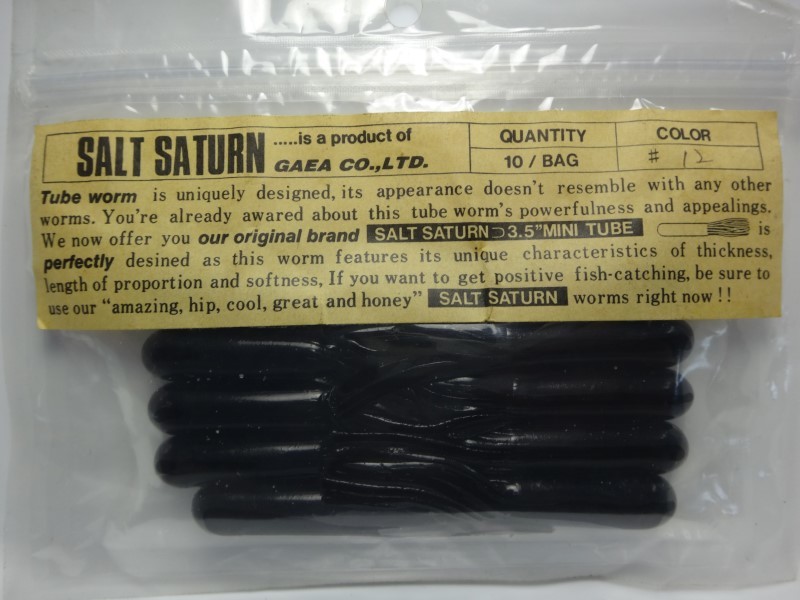 SALT SATURN .....is a product of GAEA CO.,LTD.
QUANTITY
10 / BAG
COLOR
# 12
Tube worm is uniquely designed, its appearance doesn't resemble with any other
worms. You're already awared about this tube worm's powerfulness and appealings.
We now offer you our original brand SALT SATURN⊃3.5"MINI TUBE is
perfectly desined as this worm features its unique characteristics of thickness,
length of proportion and softness, If you want to get positive fish-catching, be sure to
use our "amazing, hip, cool, great and honey" SALT SATURN worms right now !!